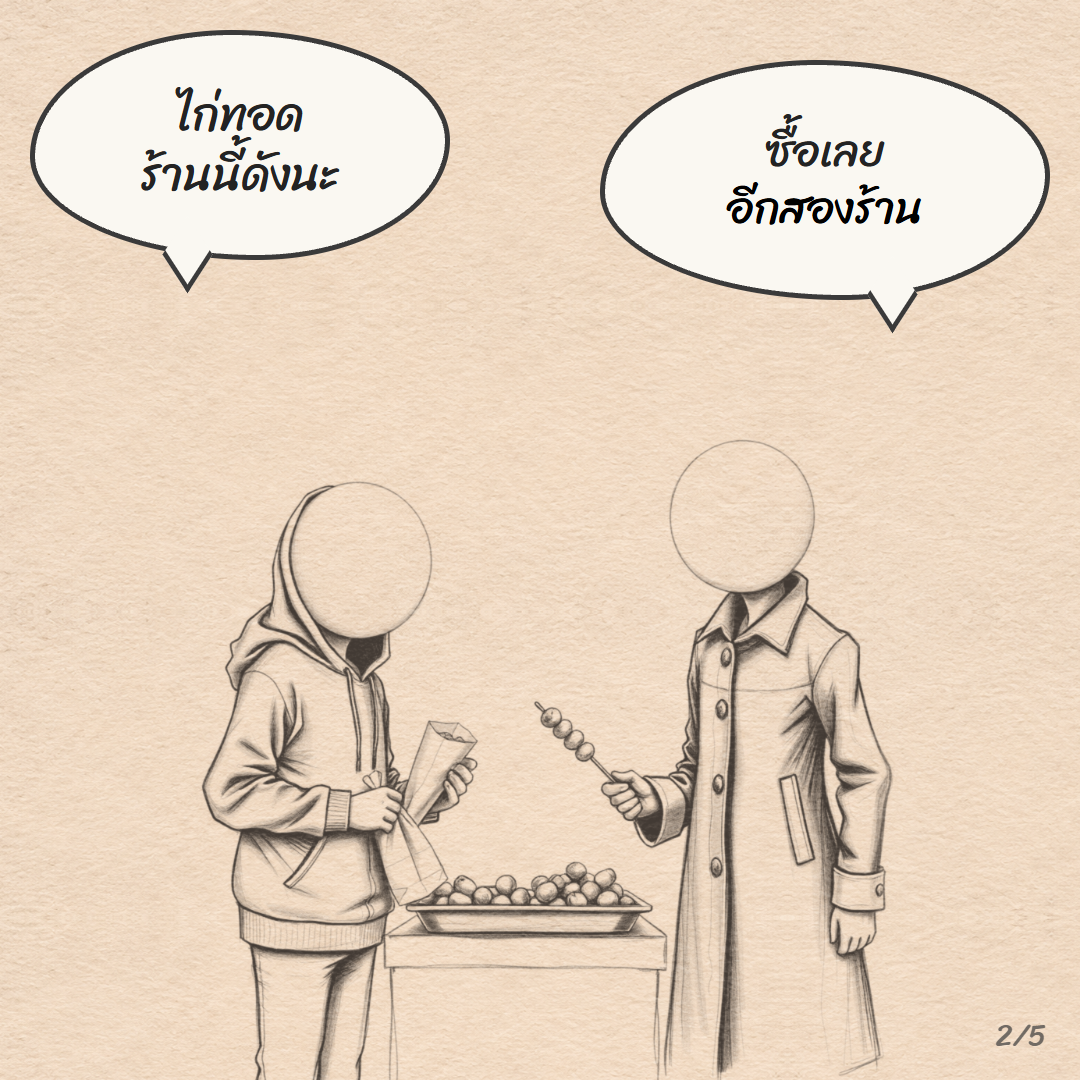 ไก่ทอด
ร้านนี้ดังนะ
ซื้อเลย
อีกสองร้าน
2/5